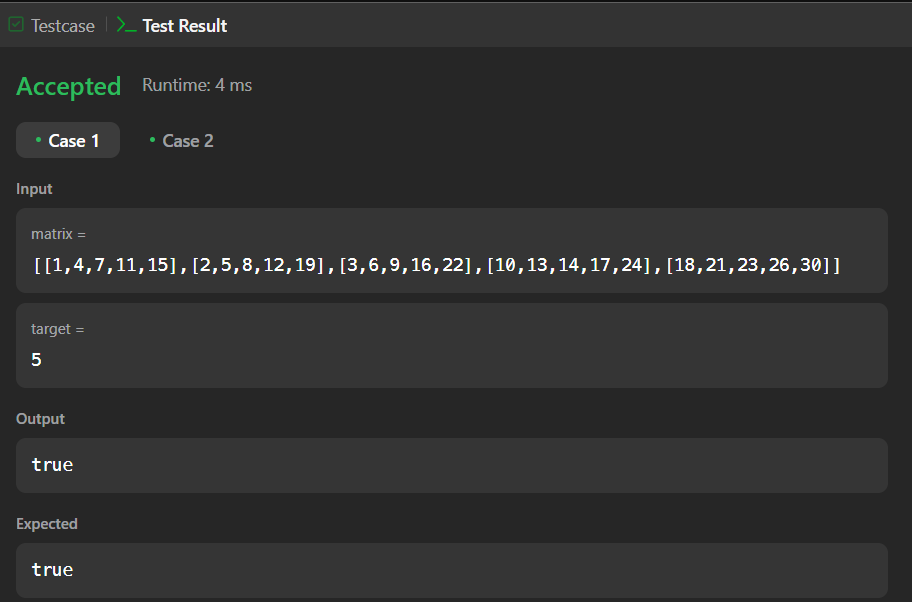 Testcase | >_ Test Result
Accepted Runtime: 4 ms
• Case 1 • Case 2
Input
matrix =
[[1,4,7,11,15],[2,5,8,12,19],[3,6,9,16,22],[10,13,14,17,24],[18,21,23,26,30]]
target =
5
Output
true
Expected
true